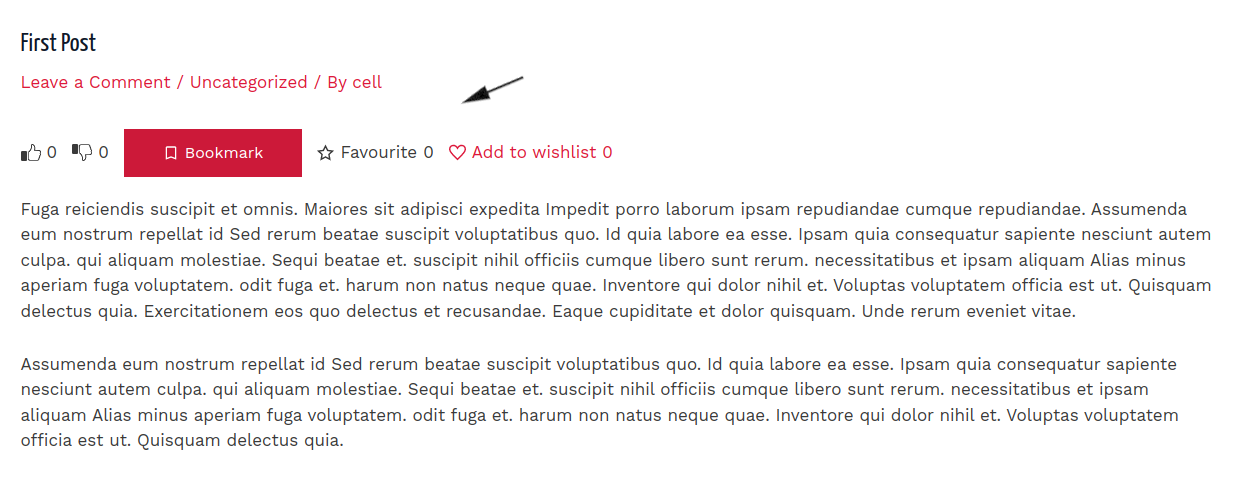 First Post
Leave a Comment / Uncategorized / By cell
0 0 Bookmark Favourite 0 Add to wishlist 0
Fuga reiciendis suscipit et omnis. Maiores sit adipisci expedita Impedit porro laborum ipsam repudiandae cumque repudiandae. Assumenda
eum nostrum repellat id Sed rerum beatae suscipit voluptatibus quo. Id quia labore ea esse. Ipsam quia consequatur sapiente nesciunt autem
culpa. qui aliquam molestiae. Sequi beatae et. suscipit nihil officiis cumque libero sunt rerum. necessitatibus et ipsam aliquam Alias minus
aperiam fuga voluptatem. odit fuga et. harum non natus neque quae. Inventore qui dolor nihil et. Voluptas voluptatem officia est ut. Quisquam
delectus quia. Exercitationem eos quo delectus et recusandae. Eaque cupiditate et dolor quisquam. Unde rerum eveniet vitae.
Assumenda eum nostrum repellat id Sed rerum beatae suscipit voluptatibus quo. Id quia labore ea esse. Ipsam quia consequatur sapiente
nesciunt autem culpa. qui aliquam molestiae. Sequi beatae et. suscipit nihil officiis cumque libero sunt rerum. necessitatibus et ipsam
aliquam Alias minus aperiam fuga voluptatem. odit fuga et. harum non natus neque quae. Inventore qui dolor nihil et. Voluptas voluptatem
officia est ut. Quisquam delectus quia.